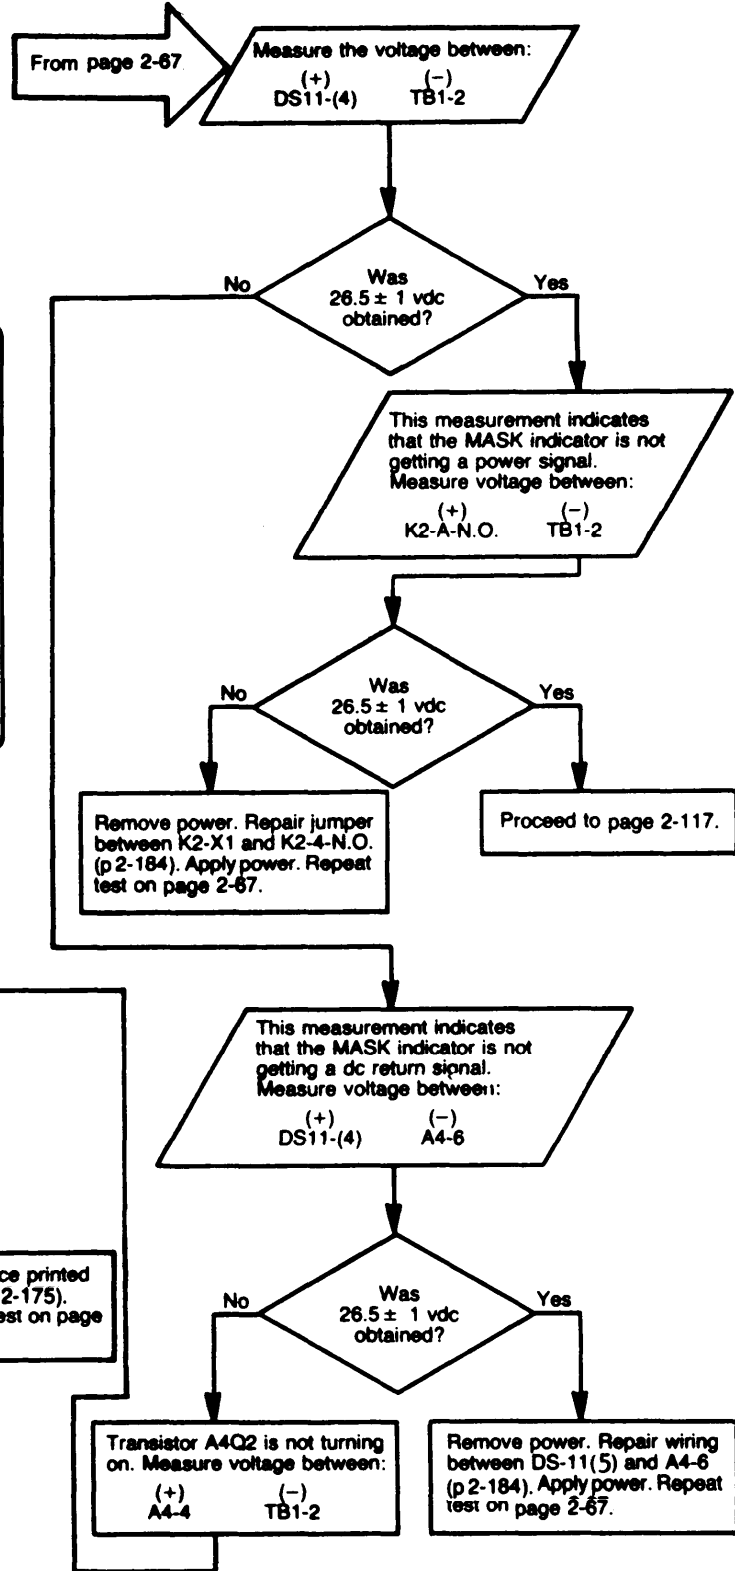 From page 2-67
Measure the voltage between:
(+) (−)
DS11-(4) TB1-2
Was
26.5 ± 1 vdc
obtained?
No
Yes
This measurement indicates
that the MASK indicator is not
getting a power signal.
Measure voltage between:
(+) (−)
K2-A-N.O. TB1-2
Was
26.5 ± 1 vdc
obtained?
No
Yes
Remove power. Repair jumper
between K2-X1 and K2-4-N.O.
(p 2-184). Apply power. Repeat
test on page 2-67.
Proceed to page 2-117.
This measurement indicates
that the MASK indicator is not
getting a dc return signal.
Measure voltage between:
(+) (−)
DS11-(4) A4-6
Was
26.5 ± 1 vdc
obtained?
No
Yes
ce printed
2-175).
est on page
Transistor A4Q2 is not turning
on. Measure voltage between:
(+) (−)
A4-4 TB1-2
Remove power. Repair wiring
between DS-11(5) and A4-6
(p 2-184). Apply power. Repeat
test on page 2-67.